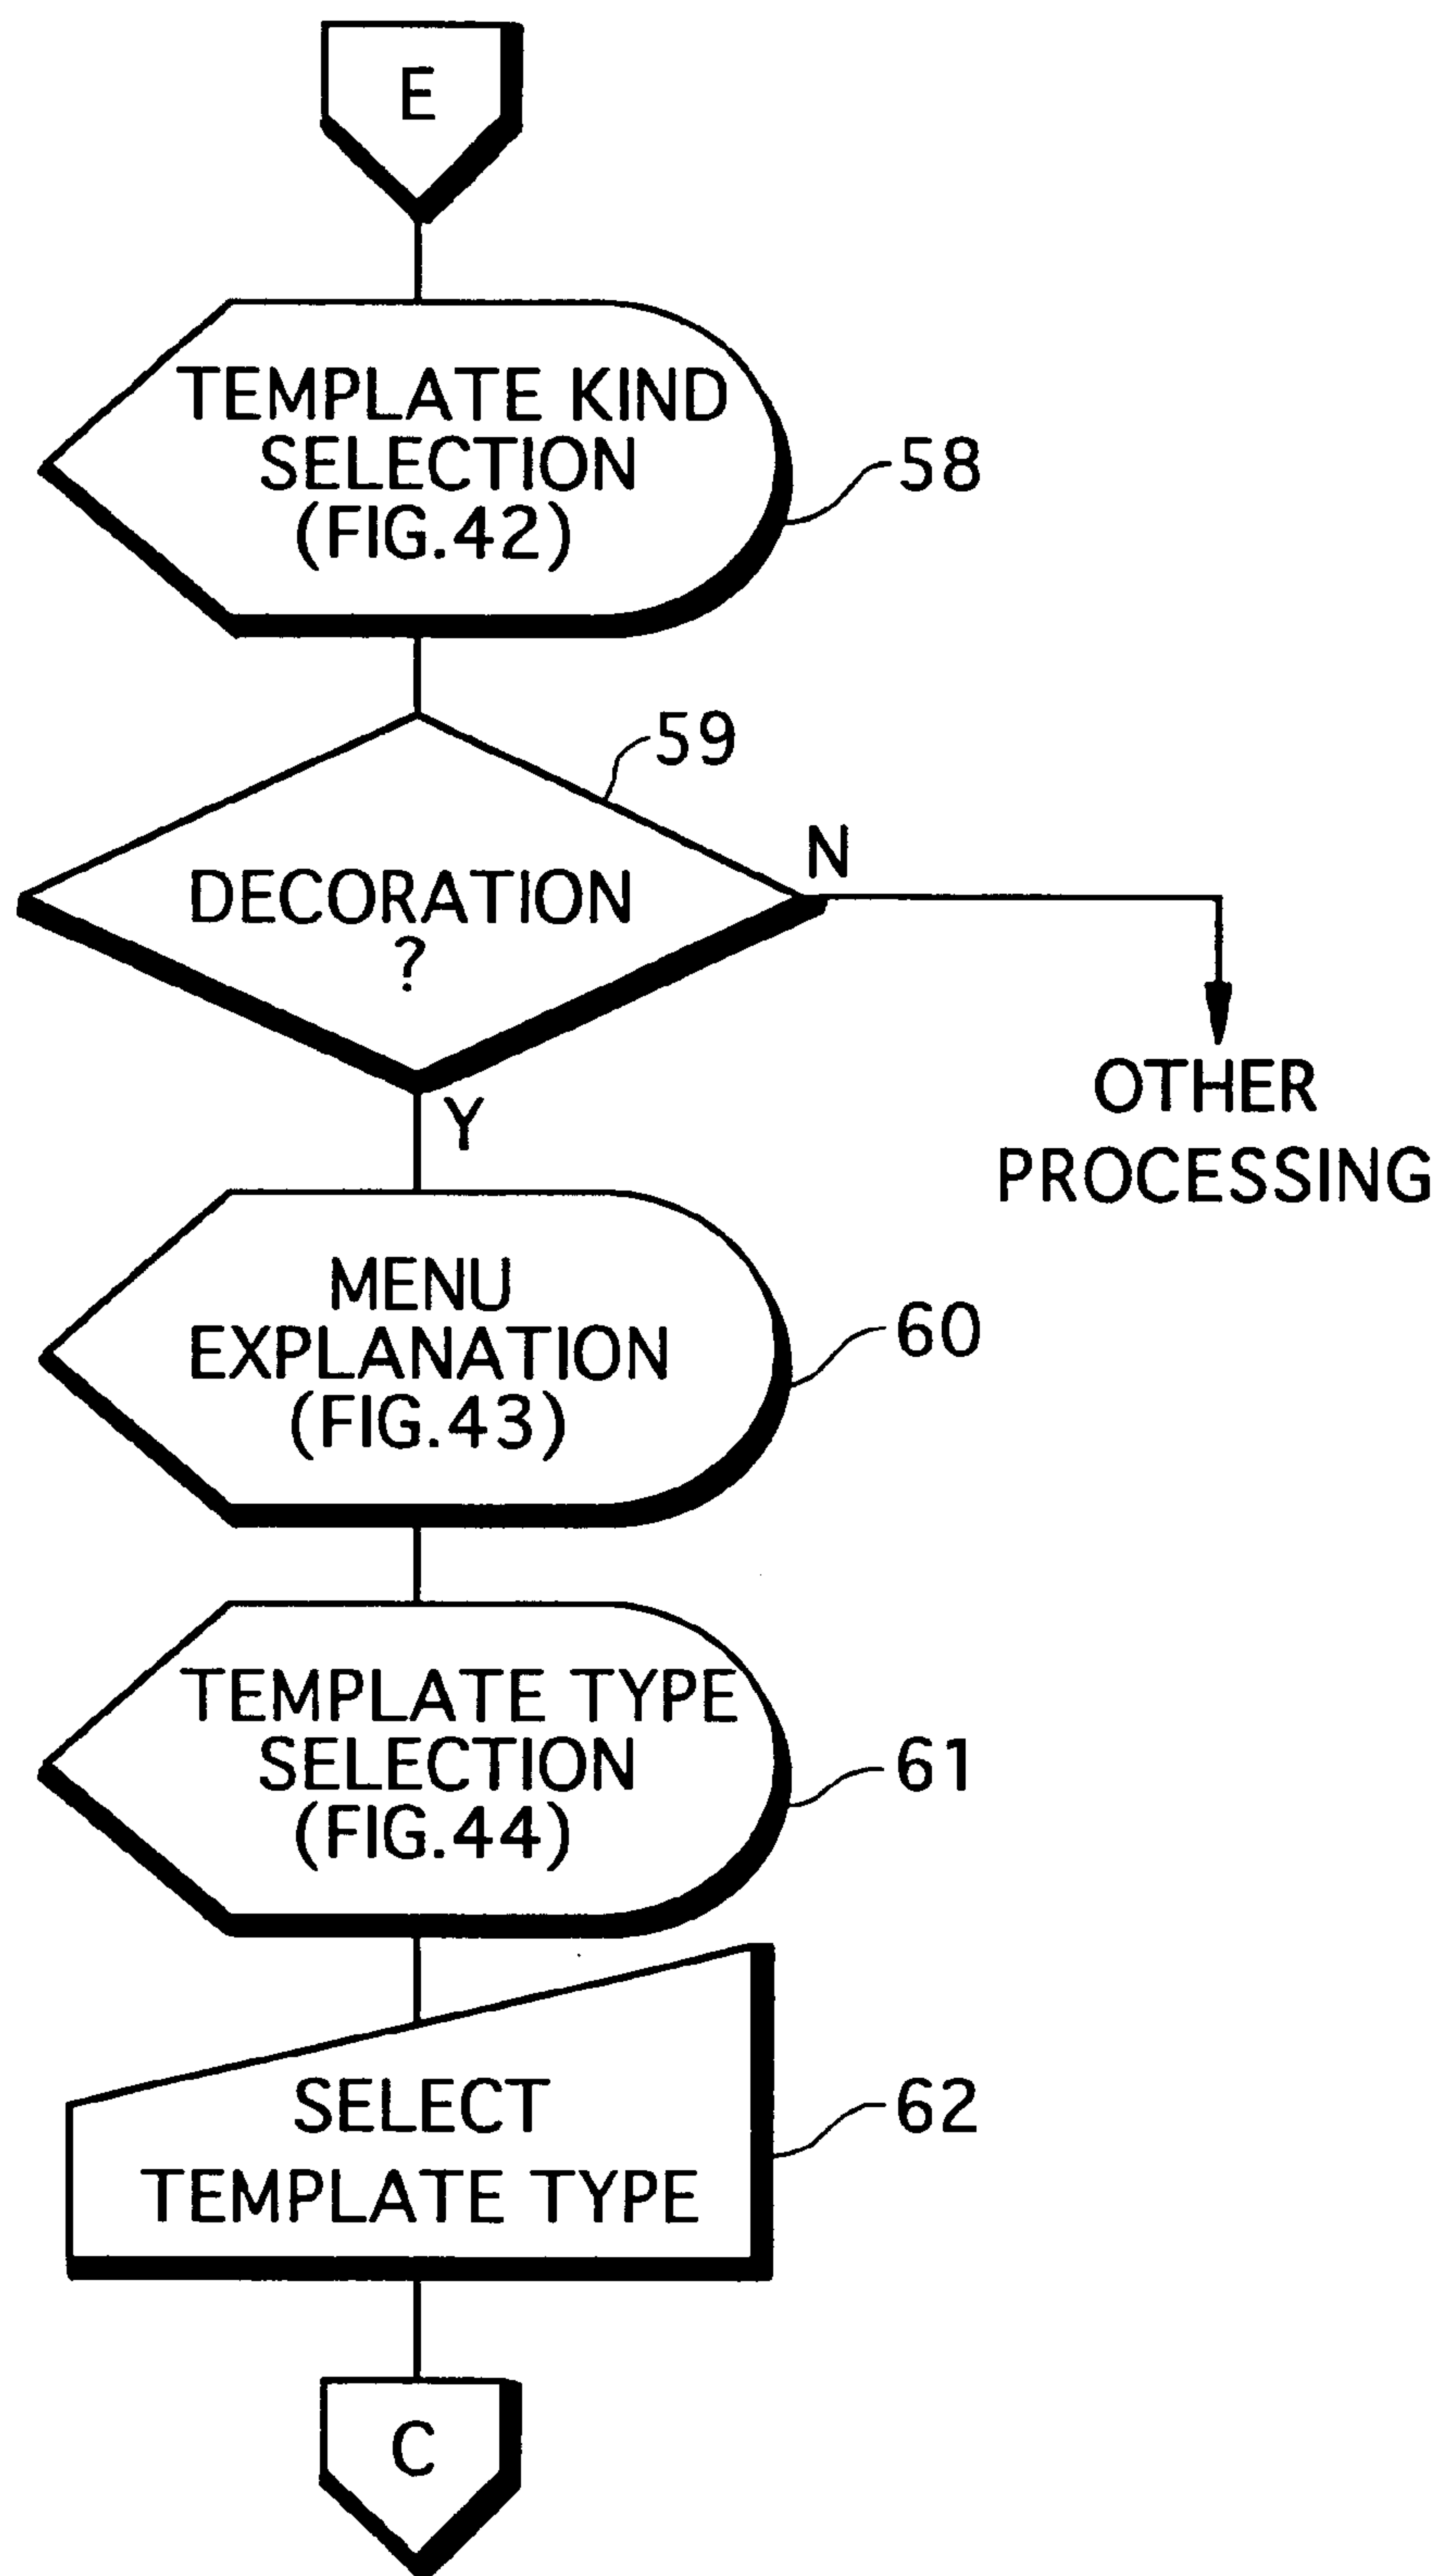 E
TEMPLATE KIND
SELECTION
(FIG.42)
58
59
DECORATION
?
N
OTHER
PROCESSING
Y
MENU
EXPLANATION
(FIG.43)
60
TEMPLATE TYPE
SELECTION
(FIG.44)
61
SELECT
TEMPLATE TYPE
62
C